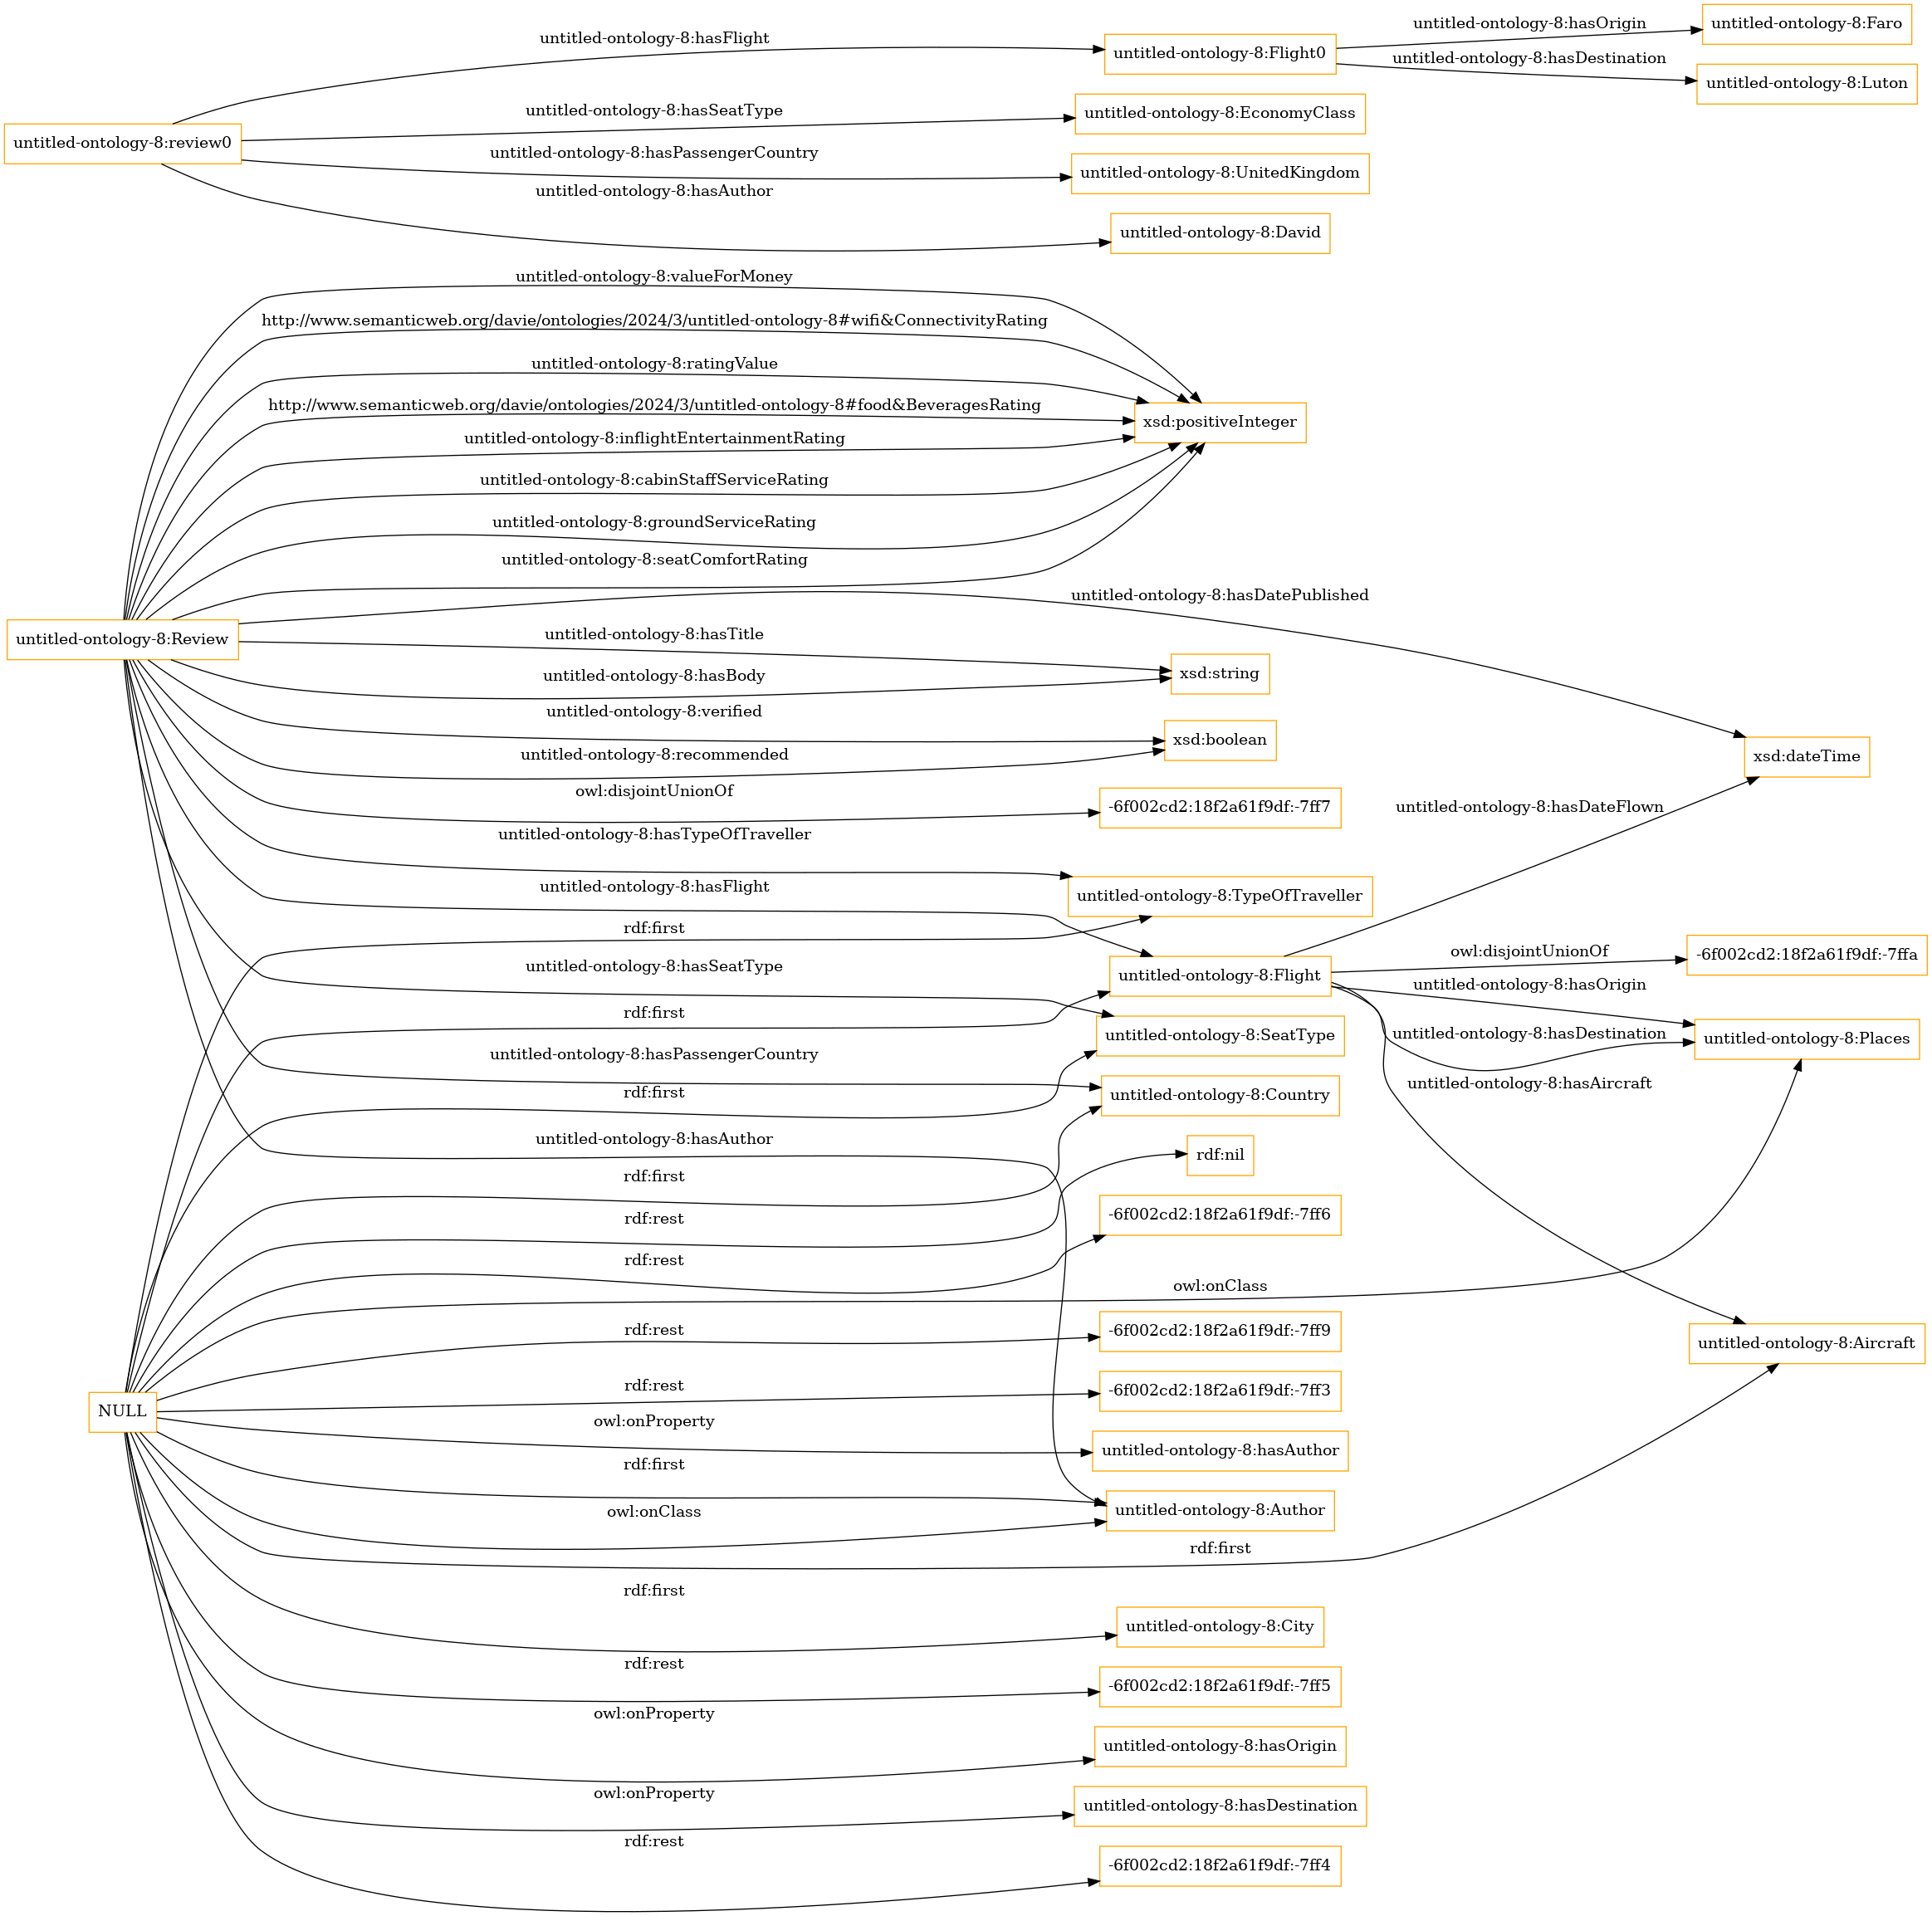 untitled-ontology-8:Faro
untitled-ontology-8:hasOrigin
untitled-ontology-8:hasFlight
untitled-ontology-8:Flight0
untitled-ontology-8:hasDestination
untitled-ontology-8:Luton
untitled-ontology-8:hasSeatType
untitled-ontology-8:EconomyClass
untitled-ontology-8:review0
untitled-ontology-8:hasPassengerCountry
untitled-ontology-8:UnitedKingdom
untitled-ontology-8:hasAuthor
untitled-ontology-8:David
untitled-ontology-8:valueForMoney
http://www.semanticweb.org/davie/ontologies/2024/3/untitled-ontology-8#wifi&ConnectivityRating
untitled-ontology-8:ratingValue
http://www.semanticweb.org/davie/ontologies/2024/3/untitled-ontology-8#food&BeveragesRating
xsd:positiveInteger
untitled-ontology-8:inflightEntertainmentRating
untitled-ontology-8:cabinStaffServiceRating
untitled-ontology-8:groundServiceRating
untitled-ontology-8:seatComfortRating
untitled-ontology-8:hasDatePublished
untitled-ontology-8:Review
untitled-ontology-8:hasTitle
xsd:string
untitled-ontology-8:hasBody
untitled-ontology-8:verified
xsd:boolean
untitled-ontology-8:recommended
xsd:dateTime
owl:disjointUnionOf
-6f002cd2:18f2a61f9df:-7ff7
untitled-ontology-8:hasDateFlown
untitled-ontology-8:hasTypeOfTraveller
untitled-ontology-8:hasFlight
untitled-ontology-8:TypeOfTraveller
rdf:first
owl:disjointUnionOf
-6f002cd2:18f2a61f9df:-7ffa
untitled-ontology-8:hasSeatType
untitled-ontology-8:Flight
untitled-ontology-8:hasOrigin
rdf:first
untitled-ontology-8:SeatType
untitled-ontology-8:hasDestination
untitled-ontology-8:Places
untitled-ontology-8:hasPassengerCountry
untitled-ontology-8:hasAircraft
rdf:first
untitled-ontology-8:Country
untitled-ontology-8:hasAuthor
rdf:nil
rdf:first
rdf:rest
-6f002cd2:18f2a61f9df:-7ff6
rdf:rest
owl:onClass
rdf:rest
-6f002cd2:18f2a61f9df:-7ff9
untitled-ontology-8:Aircraft
rdf:rest
-6f002cd2:18f2a61f9df:-7ff3
NULL
owl:onProperty
untitled-ontology-8:hasAuthor
rdf:first
owl:onClass
untitled-ontology-8:Author
rdf:first
rdf:first
untitled-ontology-8:City
rdf:rest
-6f002cd2:18f2a61f9df:-7ff5
owl:onProperty
untitled-ontology-8:hasOrigin
owl:onProperty
untitled-ontology-8:hasDestination
rdf:rest
-6f002cd2:18f2a61f9df:-7ff4